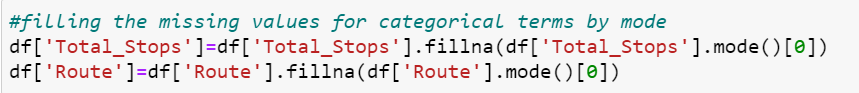 #filling the missing values for categorical terms by mode
df['Total_Stops']=df['Total_Stops'].fillna(df['Total_Stops'].mode()[0])
df['Route']=df['Route'].fillna(df['Route'].mode()[0])